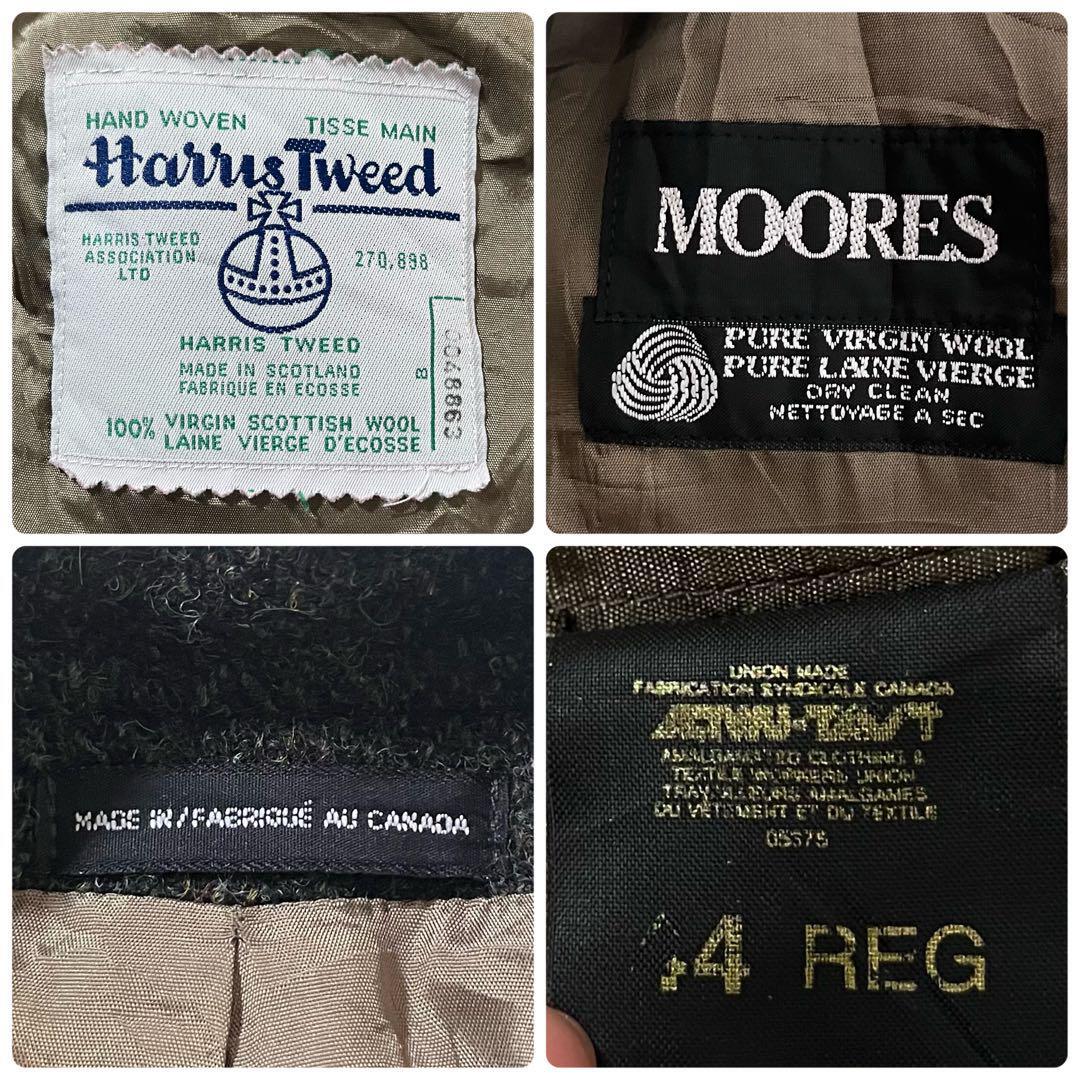 HAND WOVEN TISSE MAIN
Harris Tweed
HARRIS TWEED
ASSOCIATION
LTD
270,898
HARRIS TWEED
MADE IN SCOTLAND
FABRIQUE EN ECOSSE
100% VIRGIN SCOTTISH WOOL
LAINE VIERGE D'ECOSSE
B
MOORES
PURE VIRGIN WOOL
PURE LAINE VIERGE
DRY CLEAN
NETTOYAGE A SEC
MADE IN/FABRIQUÉ AU CANADA
UNION MADE
FABRICATION SYNDICALE CANADA
AMALGAMATED CLOTHING &
TEXTILE WORKERS UNION
TRAVAILLEURS AMALGAMES
DU VÊTEMENT ET DU TEXTILE
4 REG